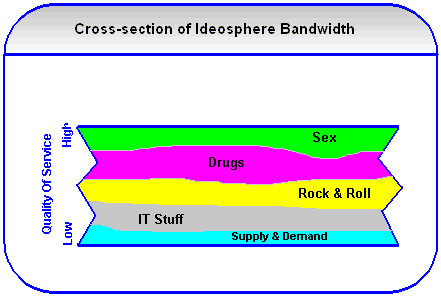 Cross-section of Ideosphere Bandwidth
Quality Of Service
High
Low
Sex
Drugs
Rock & Roll
IT Stuff
Supply & Demand